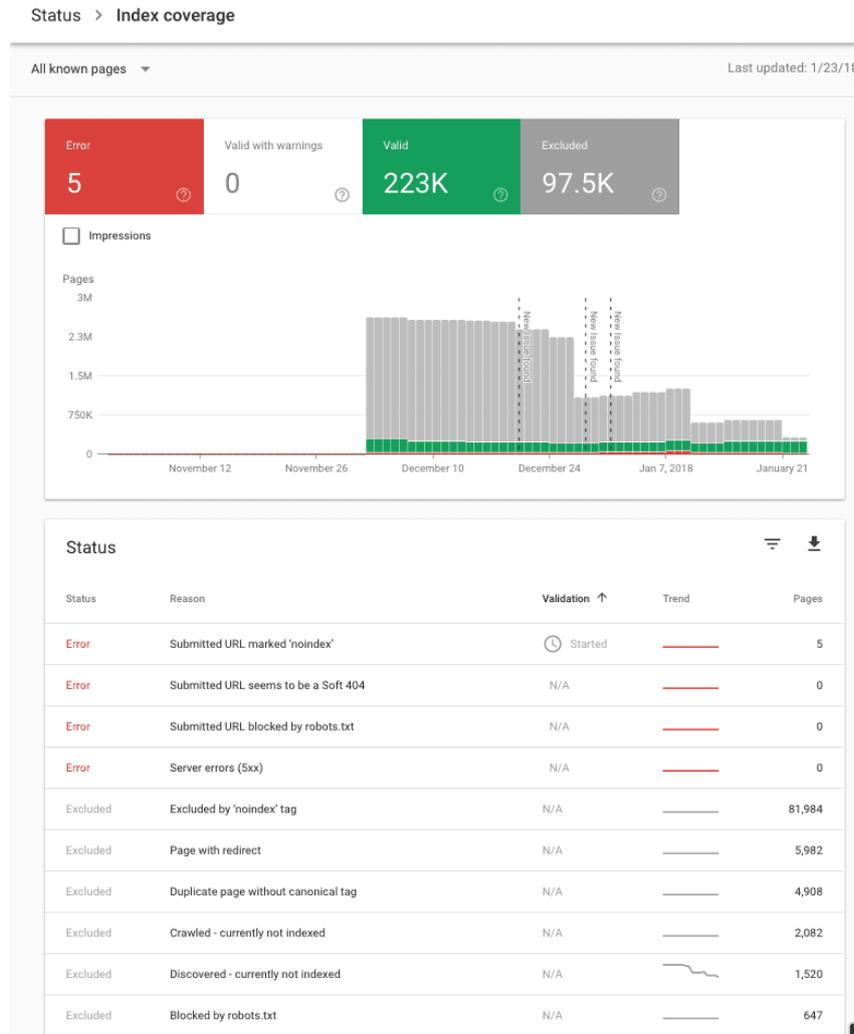 Status > Index coverage
All known pages
Last updated: 1/23/18
Error
5
Valid with warnings
0
Valid
223K
Excluded
97.5K
Impressions
Pages
3M
2.3M
1.5M
750K
0
New Issue found
New Issue found
New Issue found
November 12 November 26 December 10 December 24 Jan 7, 2018 January 21
Status
Status Reason Validation ↑ Trend Pages
Error Submitted URL marked ‘noindex’ Started 5
Error Submitted URL seems to be a Soft 404 N/A 0
Error Submitted URL blocked by robots.txt N/A 0
Error Server errors (5xx) N/A 0
Excluded Excluded by ‘noindex’ tag N/A 81,984
Excluded Page with redirect N/A 5,982
Excluded Duplicate page without canonical tag N/A 4,908
Excluded Crawled - currently not indexed N/A 2,082
Excluded Discovered - currently not indexed N/A 1,520
Excluded Blocked by robots.txt N/A 647